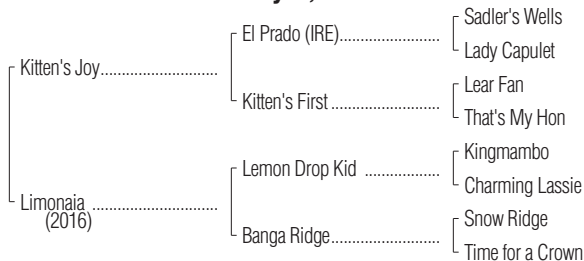 Sadler's Wells
El Prado (IRE)....................
Lady Capulet
Kitten's Joy..........................
Lear Fan
Kitten's First ......................
That's My Hon
Kingmambo
Lemon Drop Kid ...............
Charming Lassie
Limonaia ............................
(2016)
Snow Ridge
Banga Ridge......................
Time for a Crown